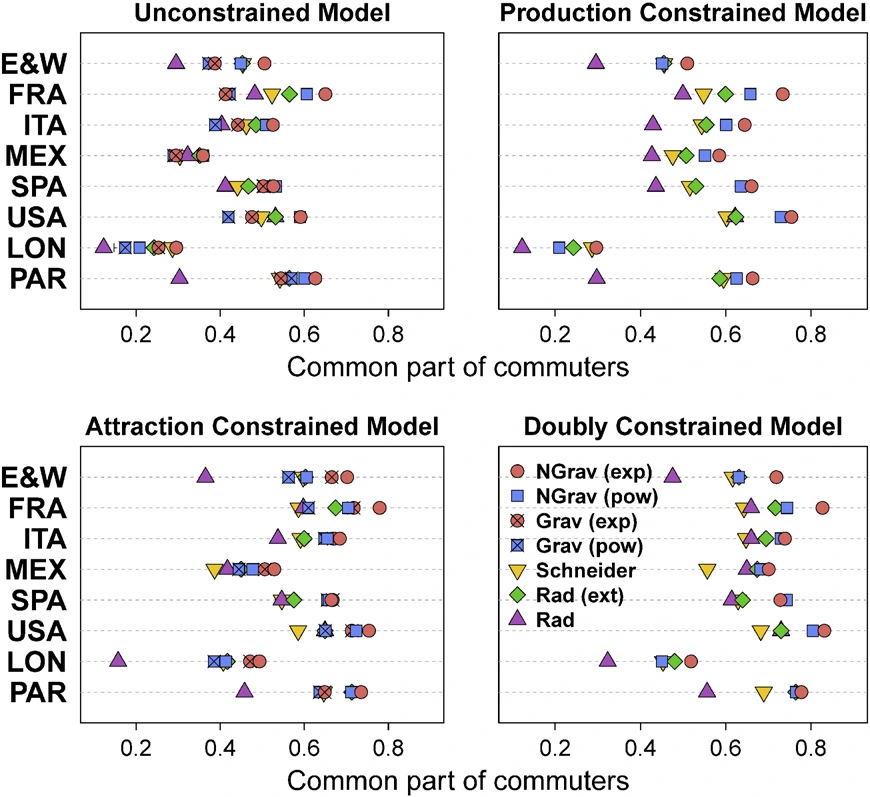 Unconstrained Model
Production Constrained Model
E&W
FRA
ITA
MEX
SPA
USA
LON
PAR
0.2 0.4 0.6 0.8
0.2 0.4 0.6 0.8
Common part of commuters
Attraction Constrained Model
Doubly Constrained Model
E&W
FRA
ITA
MEX
SPA
USA
LON
PAR
NGrav (exp)
NGrav (pow)
Grav (exp)
Grav (pow)
Schneider
Rad (ext)
Rad
0.2 0.4 0.6 0.8
0.2 0.4 0.6 0.8
Common part of commuters